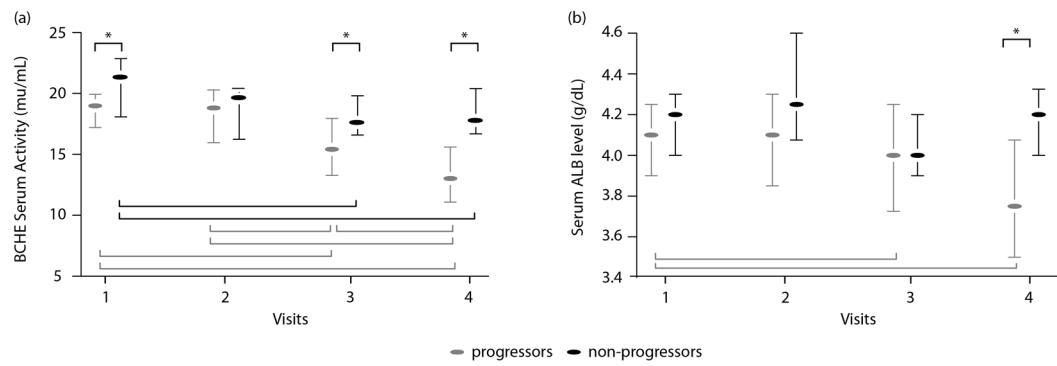 (a)
BCHE Serum Activity (mu/mL)
25
20
15
10
5
*
*
*
1 2 3 4
Visits
(b)
Serum ALB level (g/dL)
4.6
4.4
4.2
4.0
3.8
3.6
3.4
*
1 2 3 4
Visits
progressors non-progressors